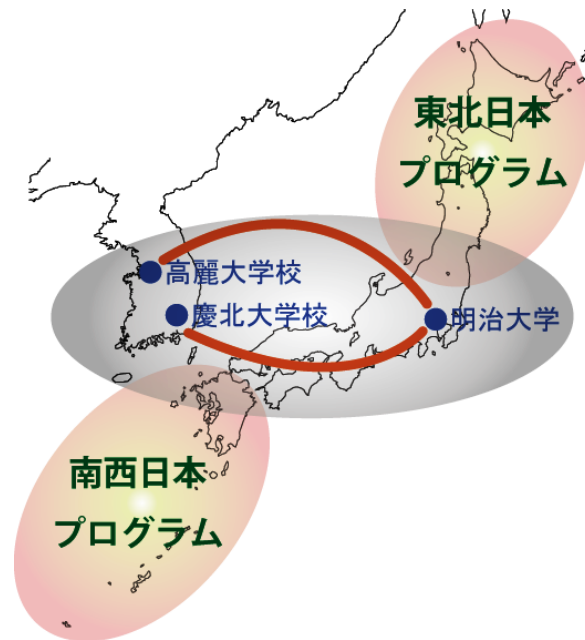 東北日本
プログラム
高麗大学校
慶北大学校
明治大学
南西日本
プログラム